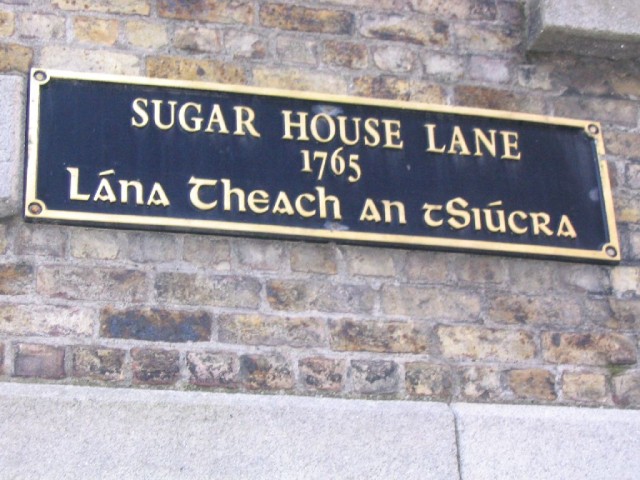 SUGAR HOUSE LANE
1765
Lána Theach an tSiúcra